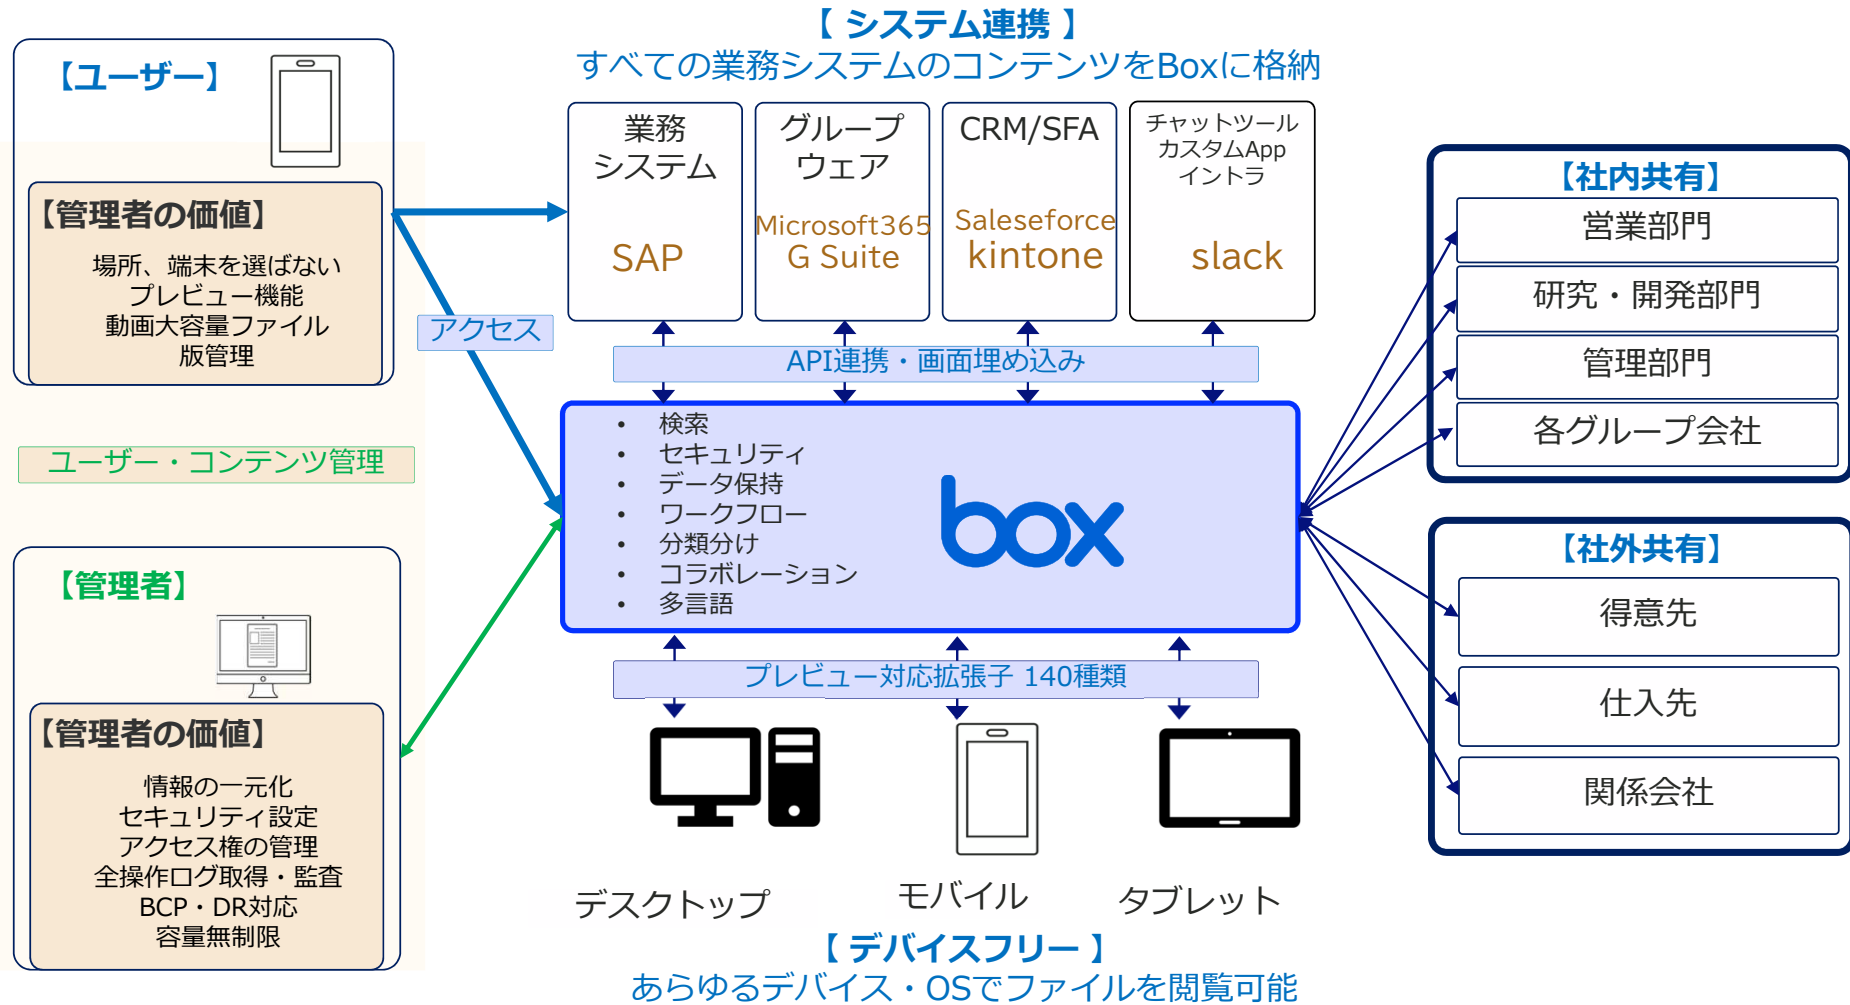 【 システム連携 】
すべての業務システムのコンテンツをBoxに格納
【ユーザー】
【管理者の価値】
場所、端末を選ばない
プレビュー機能
動画大容量ファイル
版管理
アクセス
ユーザー・コンテンツ管理
【管理者】
【管理者の価値】
情報の一元化
セキュリティ設定
アクセス権の管理
全操作ログ取得・監査
BCP・DR対応
容量無制限
業務
システム
SAP
グループ
ウェア
Microsoft365
G Suite
CRM/SFA
Saleseforce
kintone
チャットツール
カスタムApp
イントラ
slack
API連携・画面埋め込み
• 検索
• セキュリティ
• データ保持
• ワークフロー
• 分類分け
• コラボレーション
• 多言語
box
プレビュー対応拡張子 140種類
デスクトップ
モバイル
タブレット
【 デバイスフリー 】
あらゆるデバイス・OSでファイルを閲覧可能
【社内共有】
営業部門
研究・開発部門
管理部門
各グループ会社
【社外共有】
得意先
仕入先
関係会社